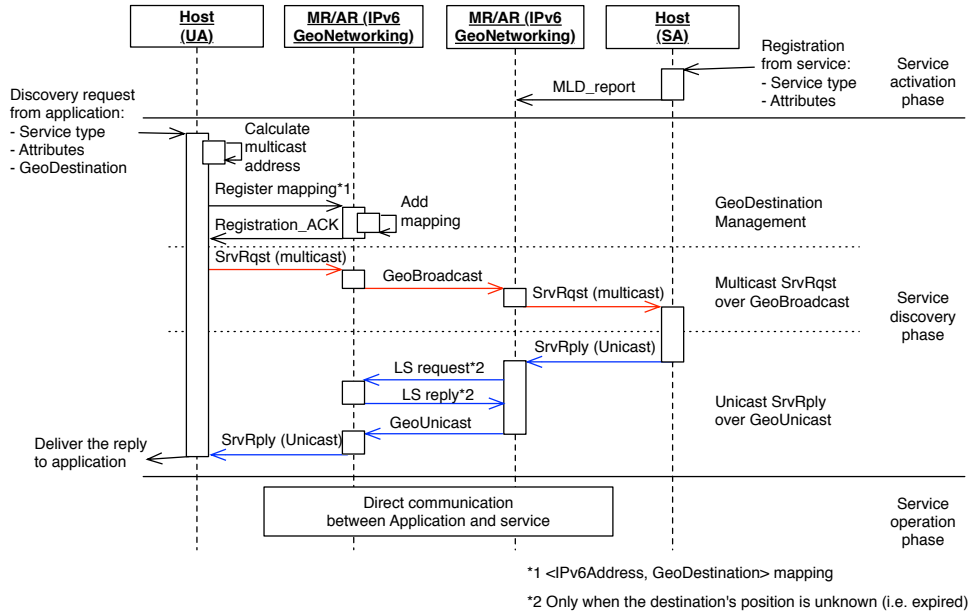 Host
(UA)
MR/AR (IPv6
GeoNetworking)
MR/AR (IPv6
GeoNetworking)
Host
(SA)
Registration
from service:
- Service type
- Attributes
Service
activation
phase
MLD_report
Discovery request
from application:
- Service type
- Attributes
- GeoDestination
Calculate
multicast
address
Register mapping*1
Add
mapping
Registration_ACK
GeoDestination
Management
SrvRqst (multicast)
GeoBroadcast
SrvRqst (multicast)
Multicast SrvRqst
over GeoBroadcast
Service
discovery
phase
SrvRply (Unicast)
LS request*2
LS reply*2
GeoUnicast
SrvRply (Unicast)
Unicast SrvRply
over GeoUnicast
Deliver the reply
to application
Direct communication
between Application and service
Service
operation
phase
*1 <IPv6Address, GeoDestination> mapping
*2 Only when the destination's position is unknown (i.e. expired)